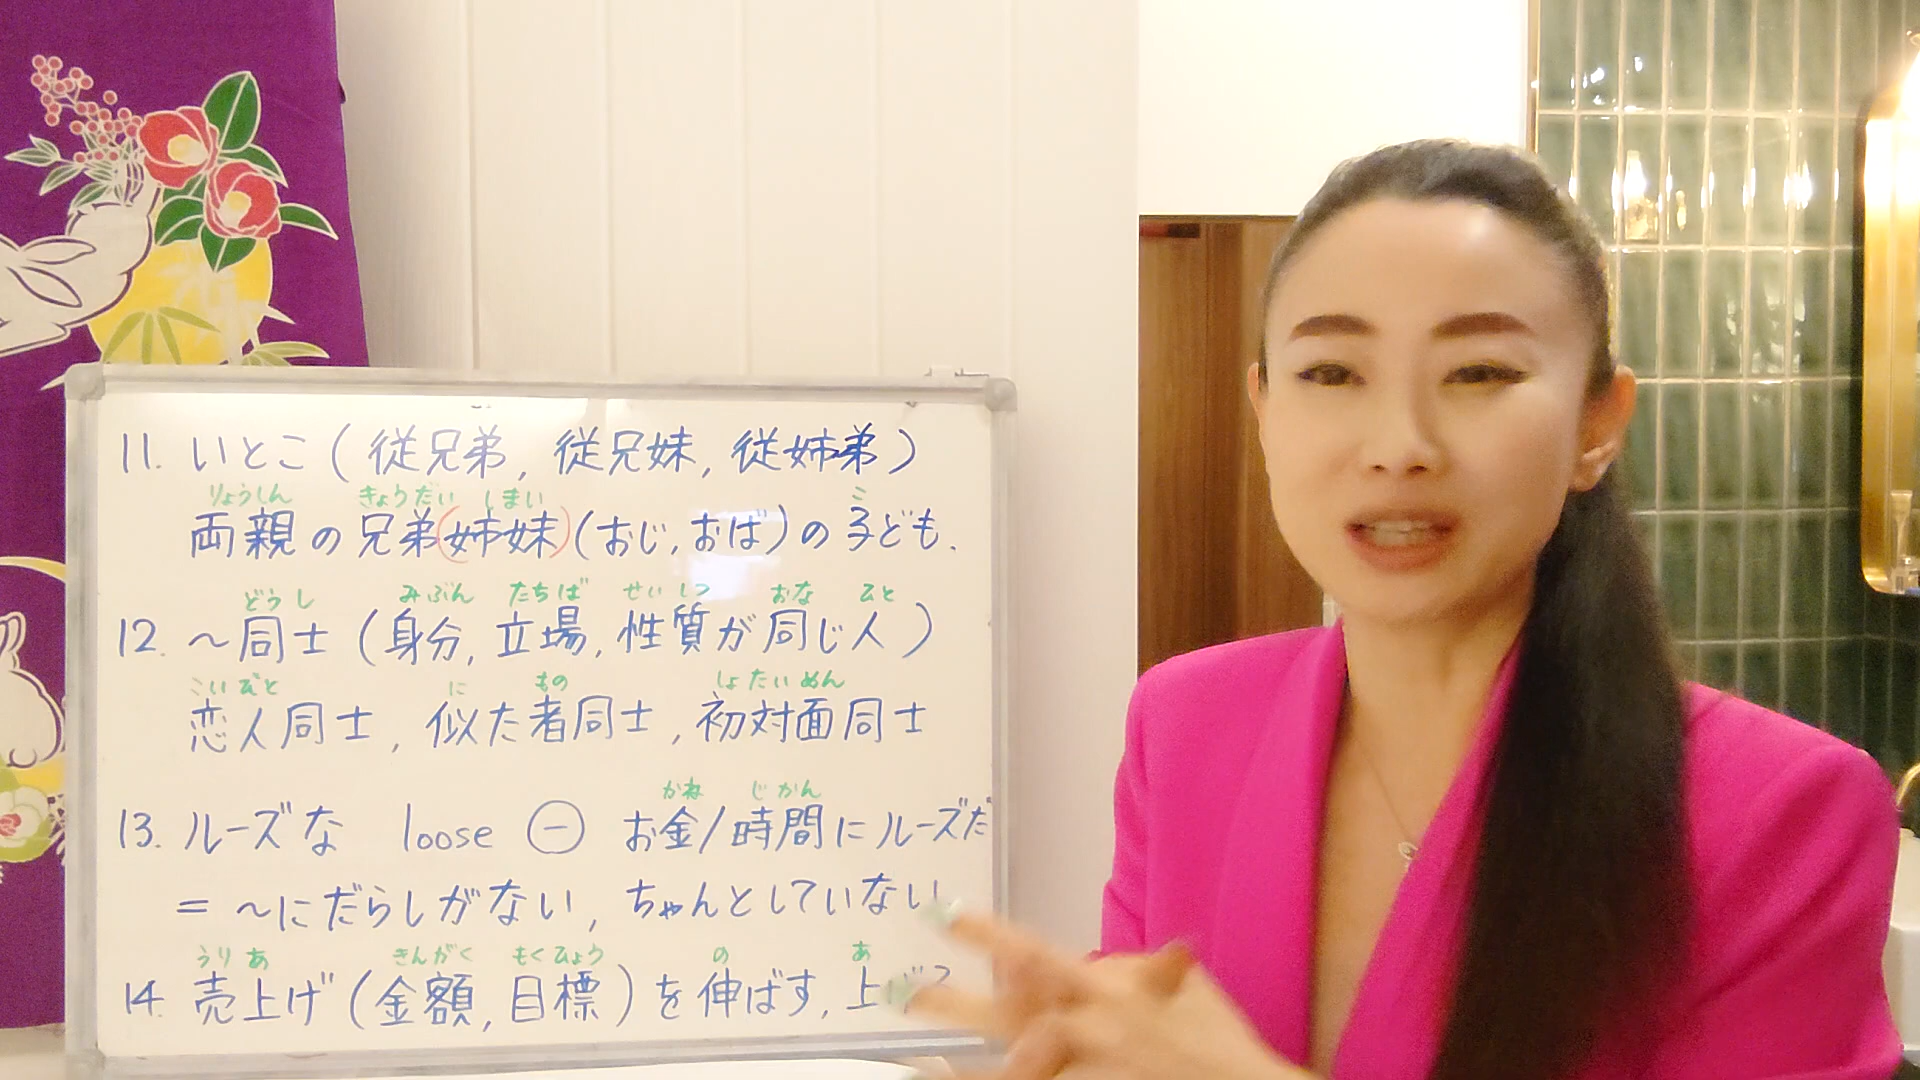 11. いとこ ( 従兄弟, 従兄妹, 従姉弟 )
りょうしん きょうだい しまい こ
両親の兄弟(姉妹)(おじ,おば)の子ども.
どうし みぶん たちば せいしつ おな ひと
12. ～同士 ( 身分, 立場, 性質が同じ人 )
こいびと に もの しょたいめん
恋人同士, 似た者同士, 初対面同士
かね じかん
13. ルーズな loose ㊀ お金/時間にルーズだ
= ～にだらしがない, ちゃんとしていない
うりあ きんがく もくひょう の あ
14. 売上げ (金額, 目標) を伸ばす, 上げる